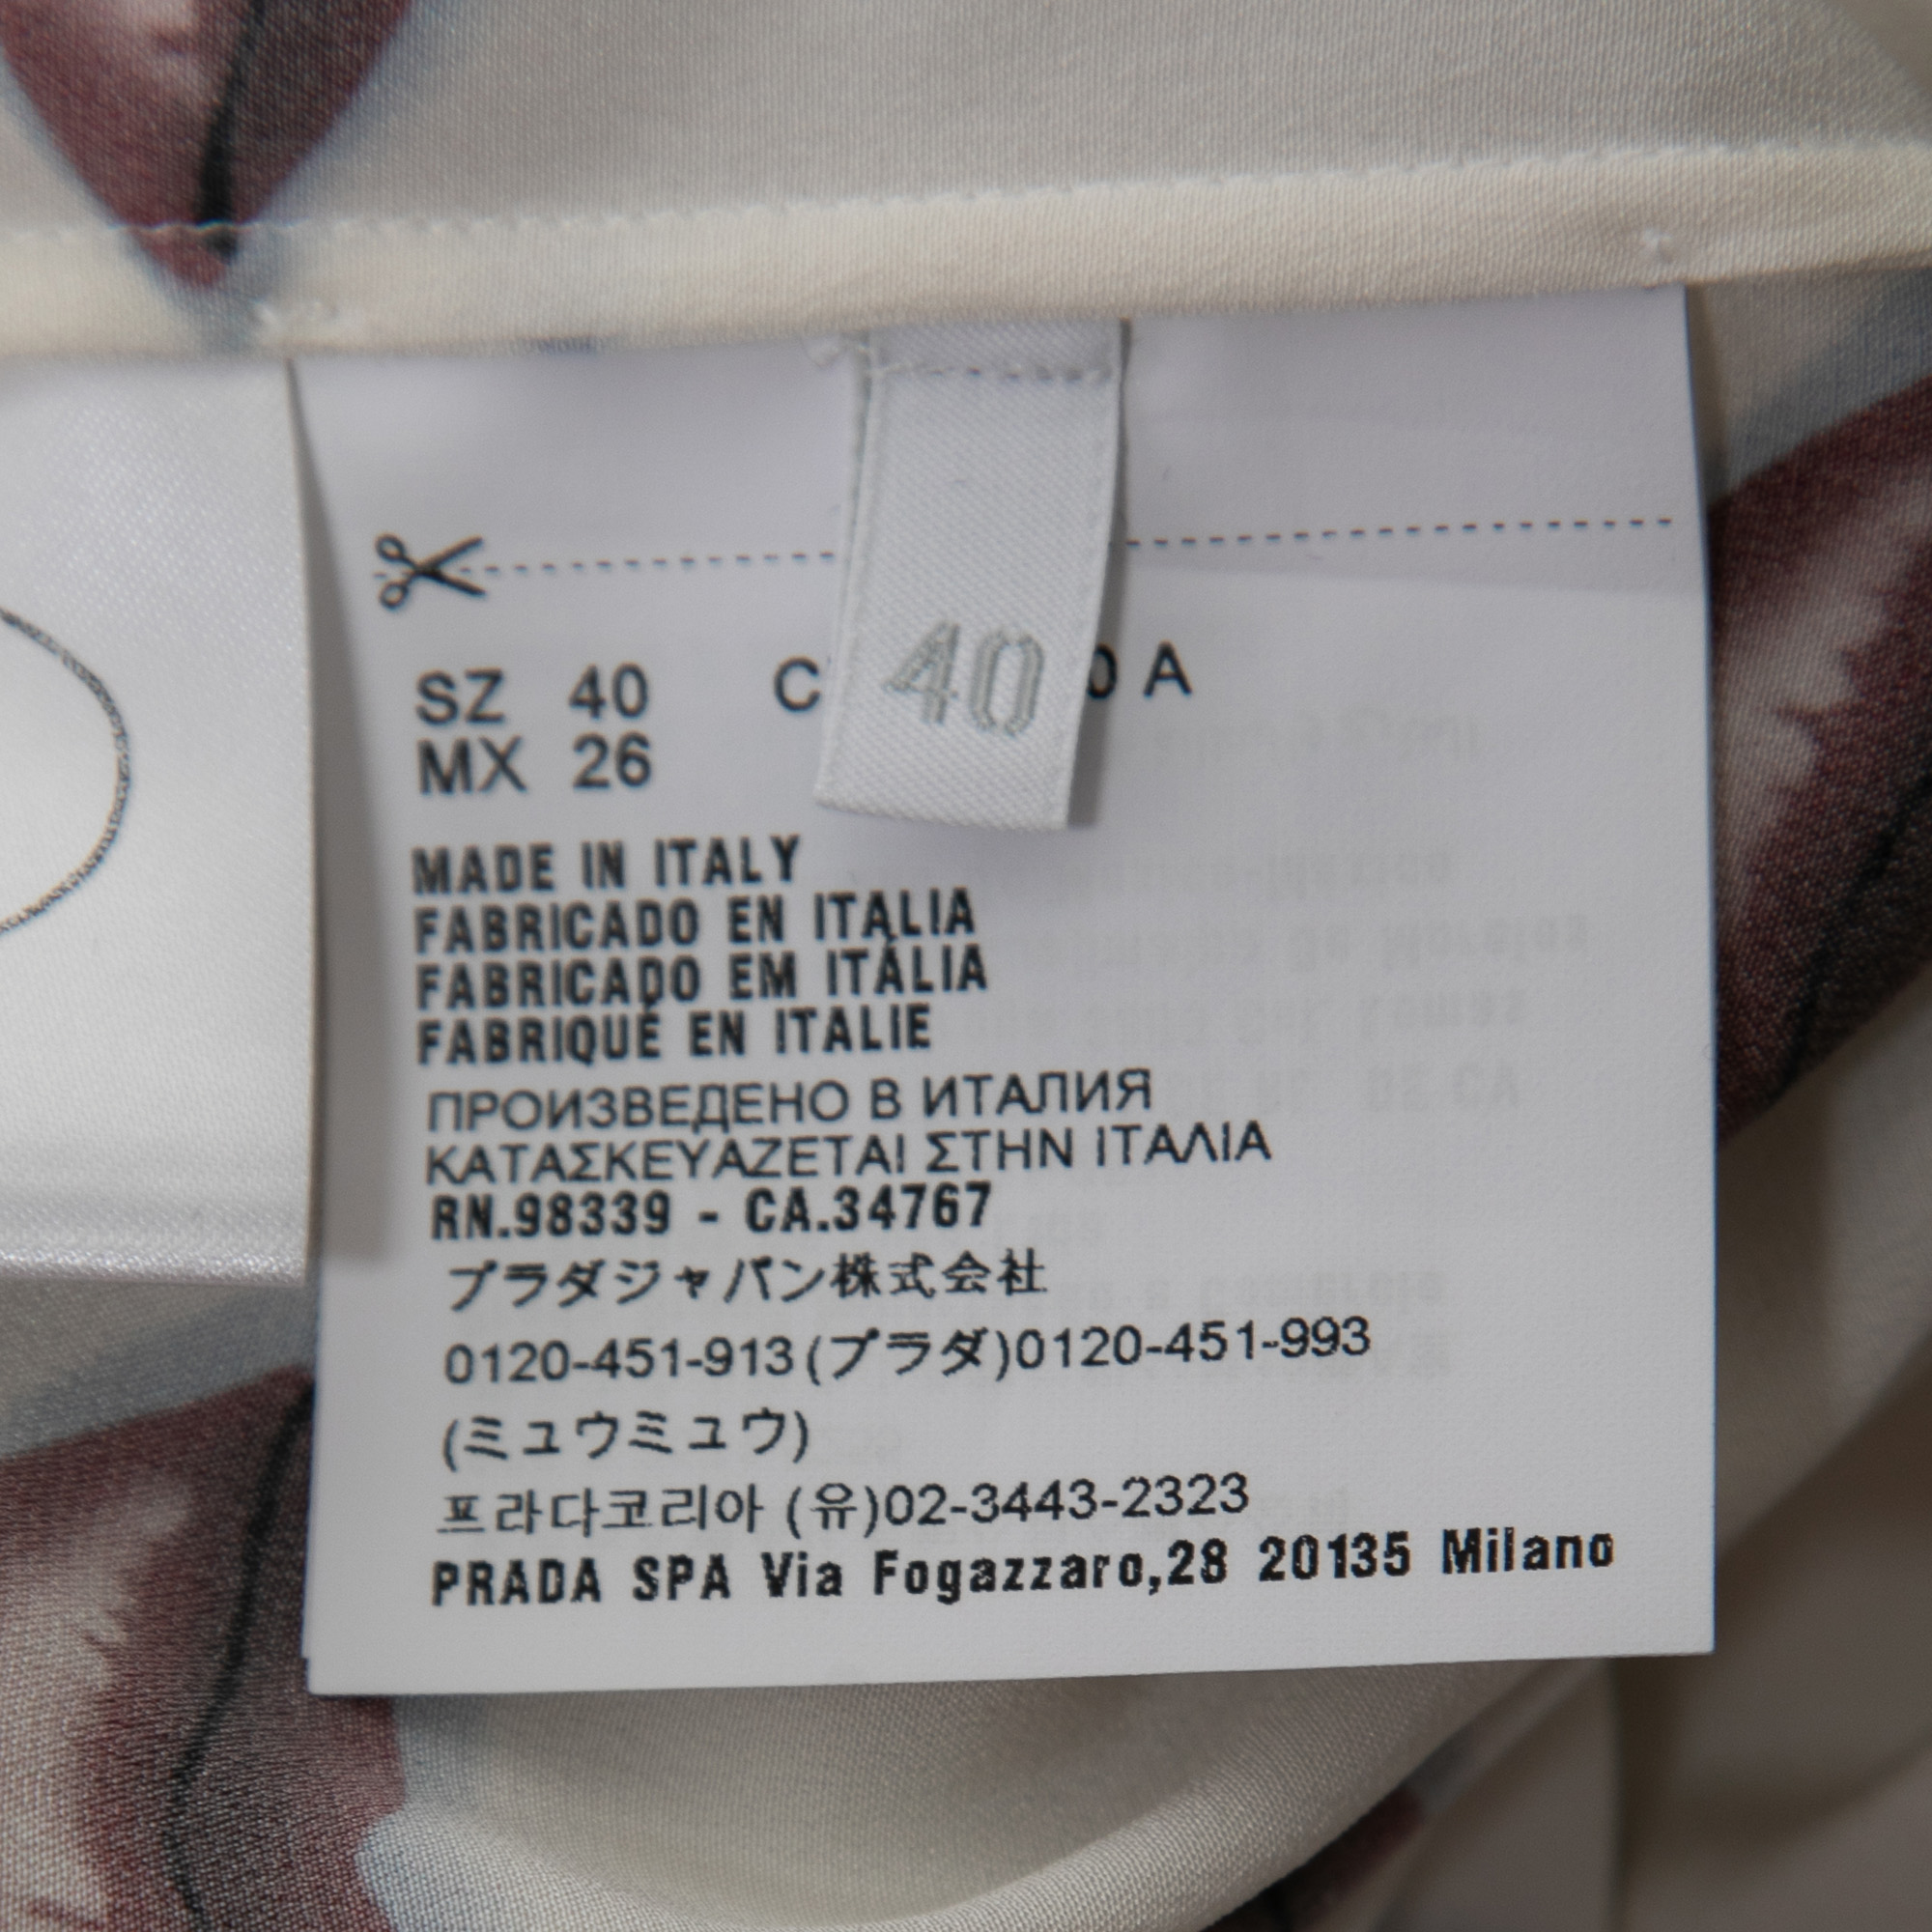 40
SZ 40
MX 26
MADE IN ITALY
FABRICADO EN ITALIA
FABRICADO EM ITÁLIA
FABRIQUÉ EN ITALIE
ПРОИЗВЕДЕНО В ИТАЛИЯ
ΚΑΤΑΣΚΕΥΑΖΕΤΑΙ ΣΤΗΝ ΙΤΑΛΙΑ
RN.98339 - CA.34767
プラダジャパン株式会社
0120-451-913(プラダ)0120-451-993
(ミュウミュウ)
프라다코리아 (유)02-3443-2323
PRADA SPA Via Fogazzaro,28 20135 Milano